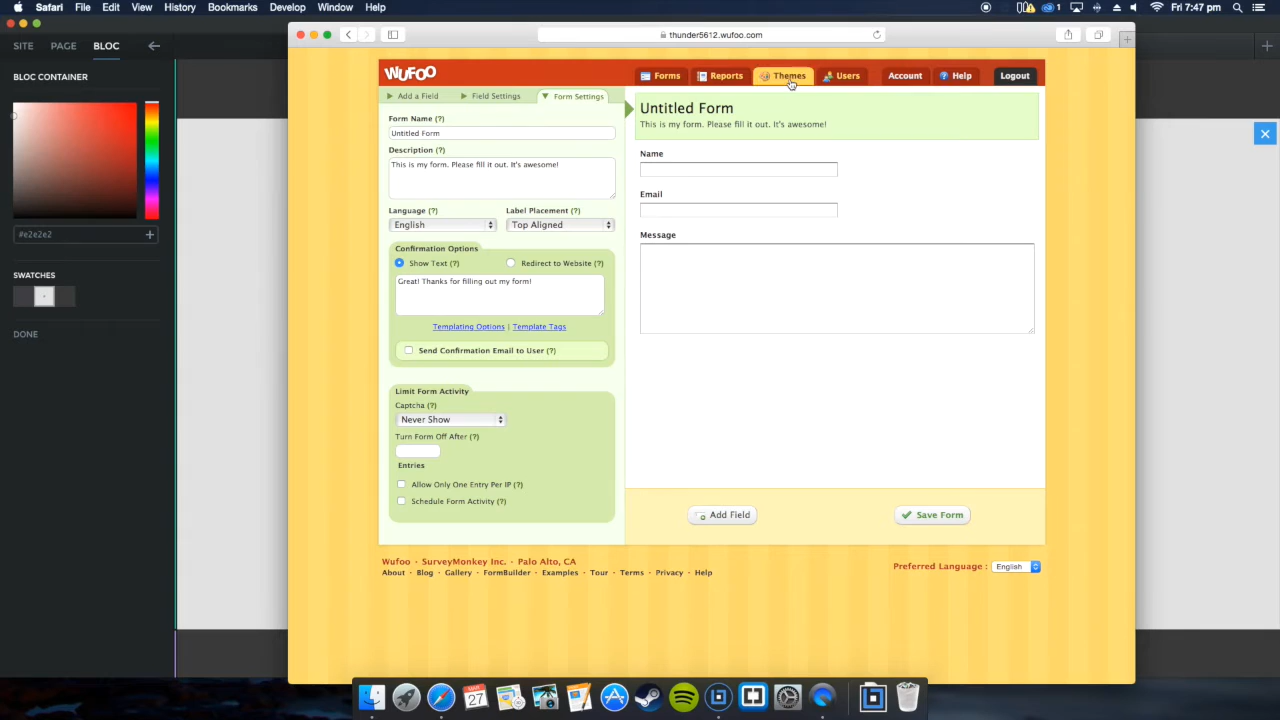 Safari File Edit View History Bookmarks Develop Window Help
1 Fri 7:47 pm
SITE PAGE BLOC
thunder5612.wufoo.com
WUFOO
Forms Reports Themes Users Account Help Logout
BLOC CONTAINER
Add a Field Field Settings Form Settings
Untitled Form
This is my form. Please fill it out. It's awesome!
Form Name (?)
Untitled Form
Description (?)
This is my form. Please fill it out. It's awesome!
Name
Email
Language (?) Label Placement (?)
English Top Aligned
Message
#e2e2e2
Confirmation Options
Show Text (?) Redirect to Website (?)
Great! Thanks for filling out my form!
SWATCHES
Templating Options | Template Tags
DONE
Send Confirmation Email to User (?)
Limit Form Activity
Captcha (?)
Never Show
Turn Form Off After (?)
Entries
Allow Only One Entry Per IP (?)
Schedule Form Activity (?)
Add Field Save Form
Wufoo · SurveyMonkey Inc. · Palo Alto, CA
About · Blog · Gallery · FormBuilder · Examples · Tour · Terms · Privacy · Help
Preferred Language : English
MAR
27